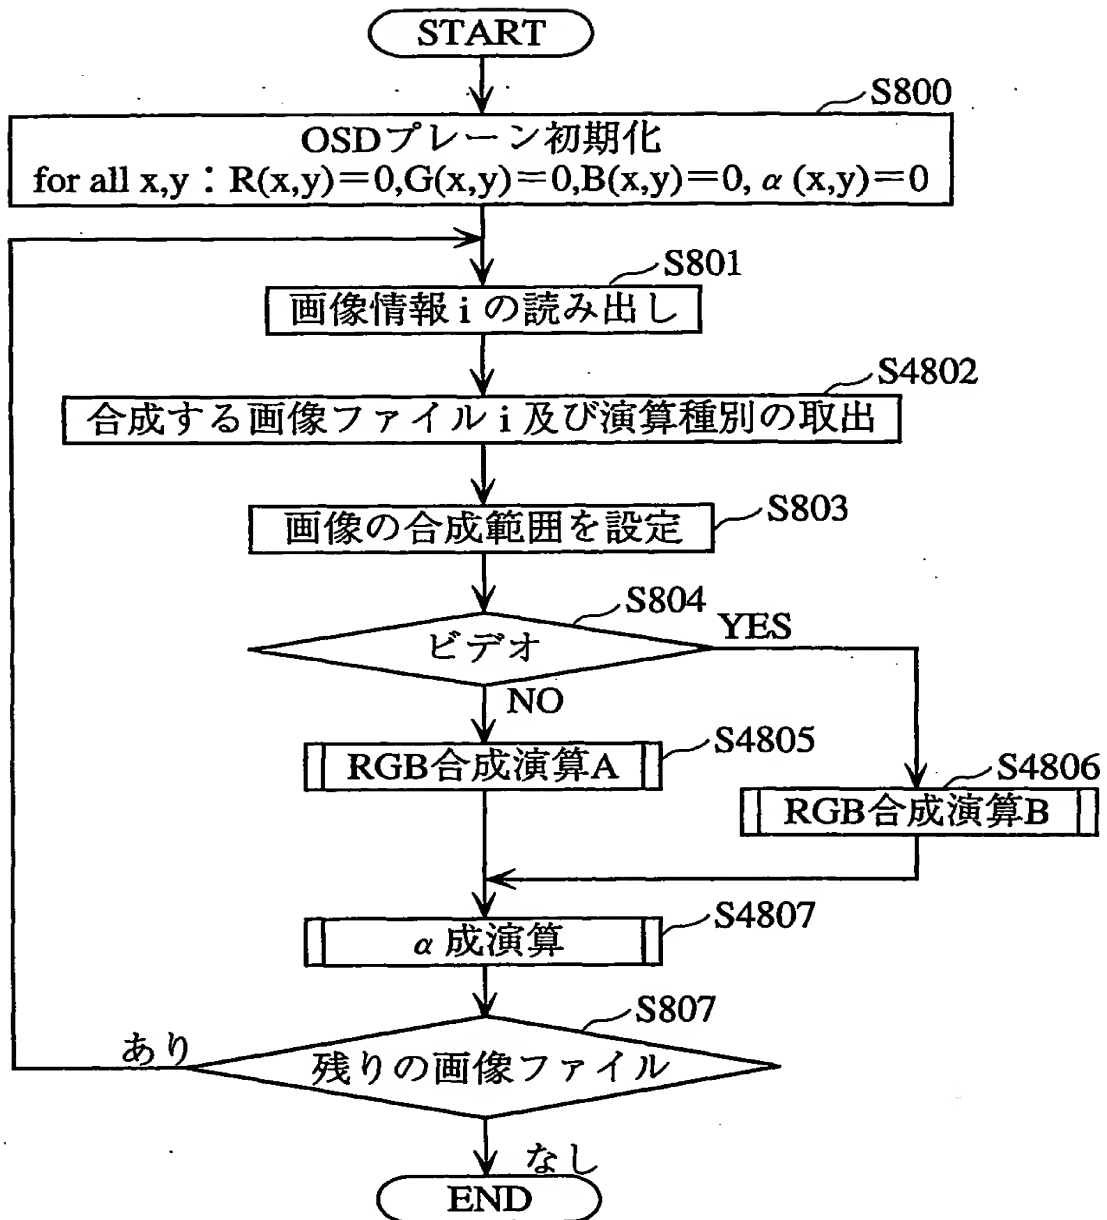 START
S800
OSDプレーン初期化
for all x,y：R(x,y)=0,G(x,y)=0,B(x,y)=0, α(x,y)=0
S801
画像情報 i の読み出し
S4802
合成する画像ファイル i 及び演算種別の取出
S803
画像の合成範囲を設定
S804
ビデオ
YES
NO
S4805
RGB合成演算A
S4806
RGB合成演算B
S4807
α成演算
S807
あり
残りの画像ファイル
なし
END